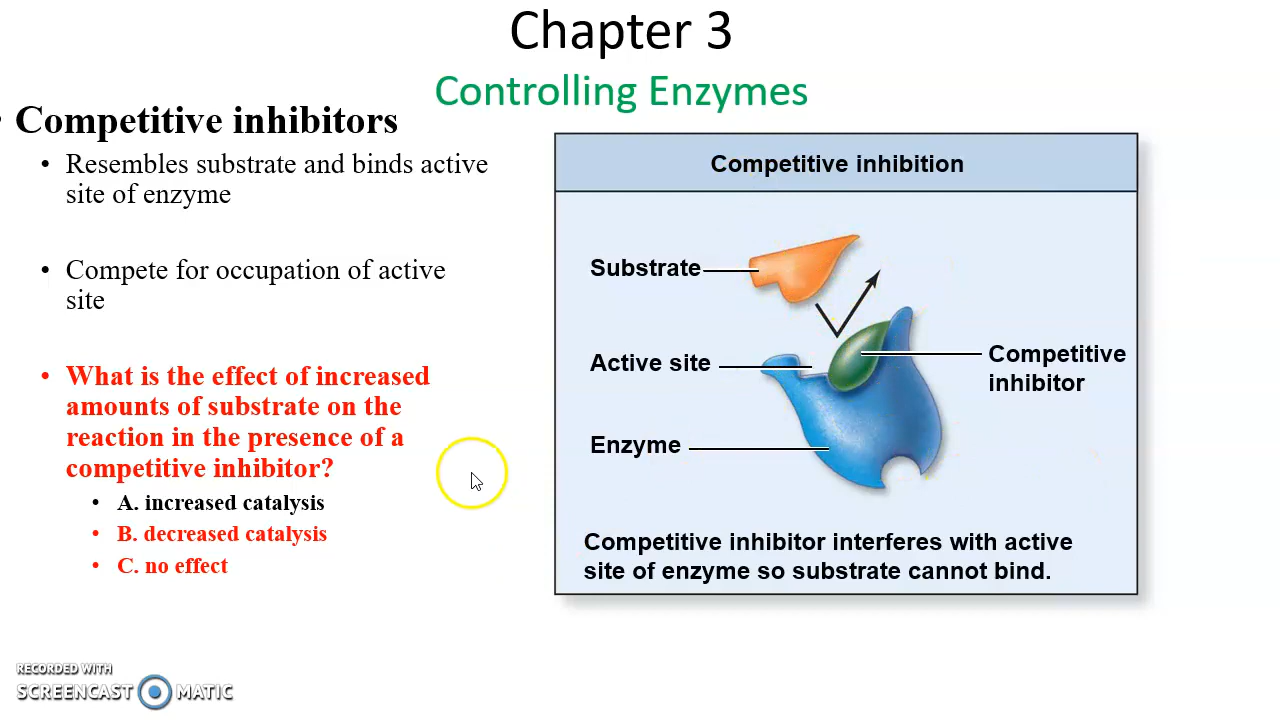 Chapter 3
Controlling Enzymes
• Competitive inhibitors
• Resembles substrate and binds active
site of enzyme
• Compete for occupation of active
site
• What is the effect of increased
amounts of substrate on the
reaction in the presence of a
competitive inhibitor?
• A. increased catalysis
• B. decreased catalysis
• C. no effect
Competitive inhibition
Substrate
Active site
Competitive
inhibitor
Enzyme
Competitive inhibitor interferes with active
site of enzyme so substrate cannot bind.
RECORDED WITH
SCREENCAST MATIC